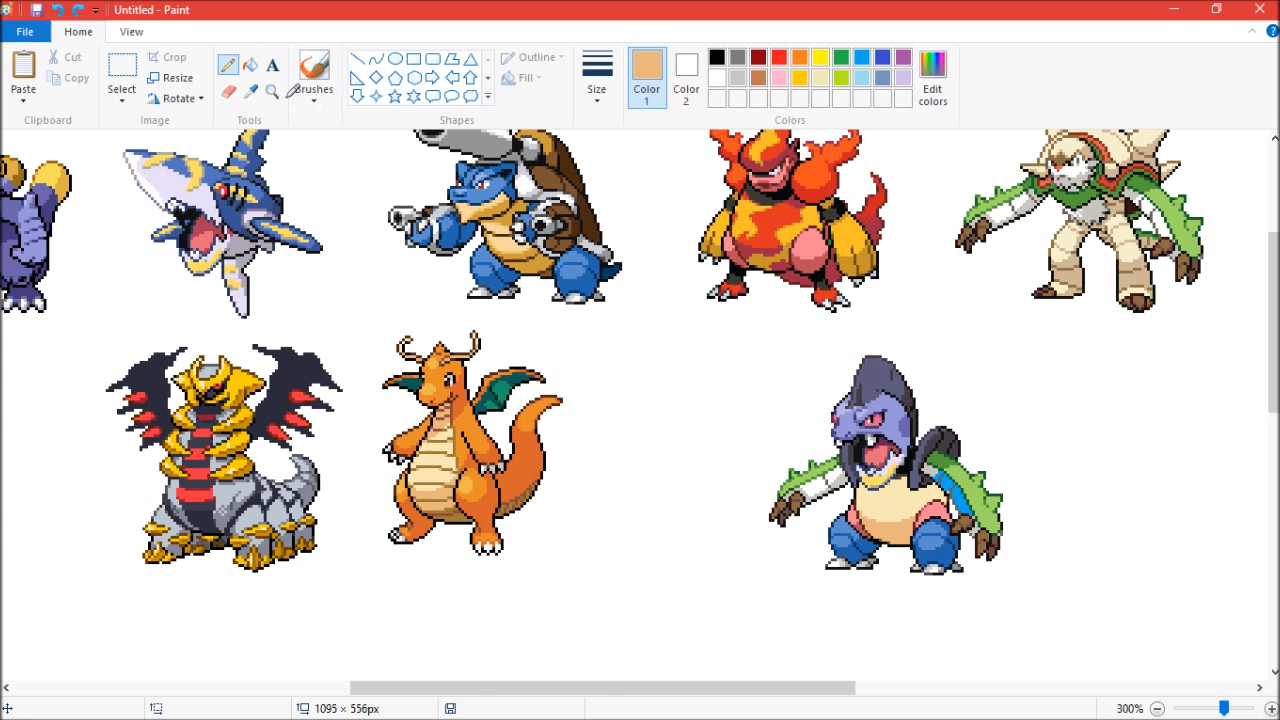 Untitled - Paint
File Home View
Paste
Cut
Copy
Clipboard
Select
Crop
Resize
Rotate
Image
A
Tools
Brushes
Outline
Fill
Shapes
Size
Color 1
Color 2
Edit colors
Colors
1095 × 556px
300%